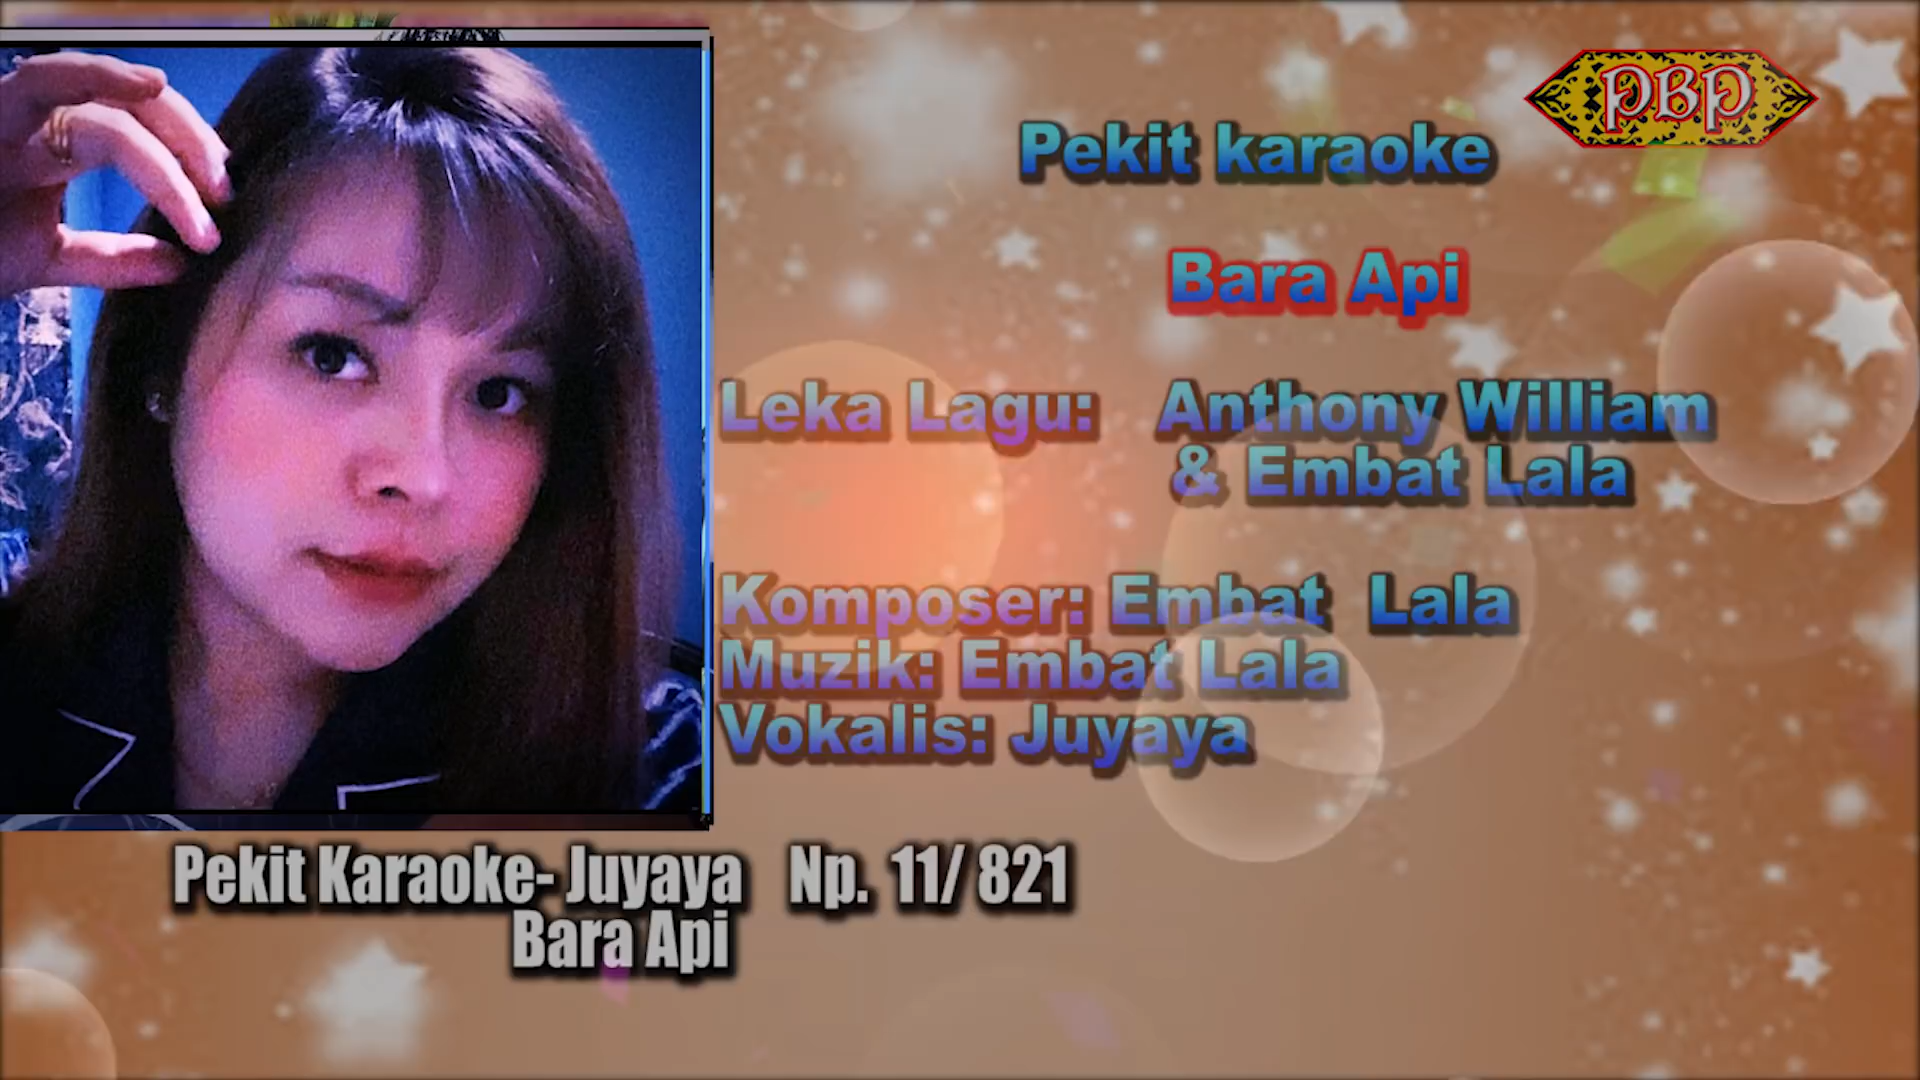 PBP
Pekit karaoke
Bara Api
Leka Lagu: Anthony William
& Embat Lala
Komposer: Embat Lala
Muzik: Embat Lala
Vokalis: Juyaya
Pekit Karaoke- Juyaya Np. 11/ 821
Bara Api